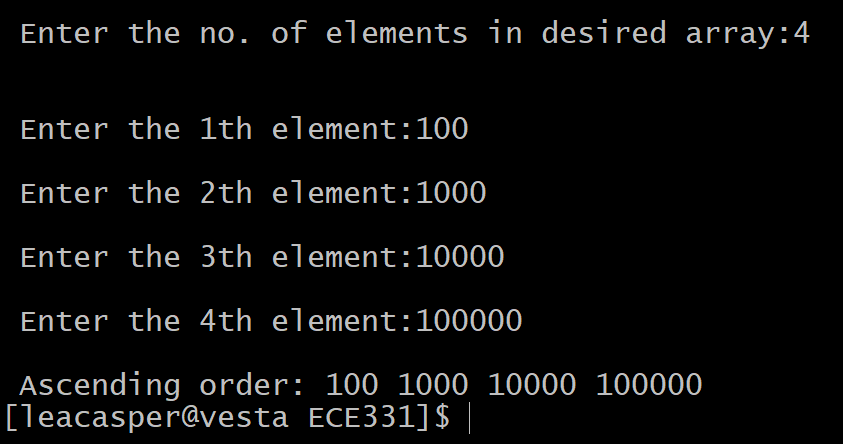 Enter the no. of elements in desired array:4
Enter the 1th element:100
Enter the 2th element:1000
Enter the 3th element:10000
Enter the 4th element:100000
Ascending order: 100 1000 10000 100000
[leacasper@vesta ECE331]$